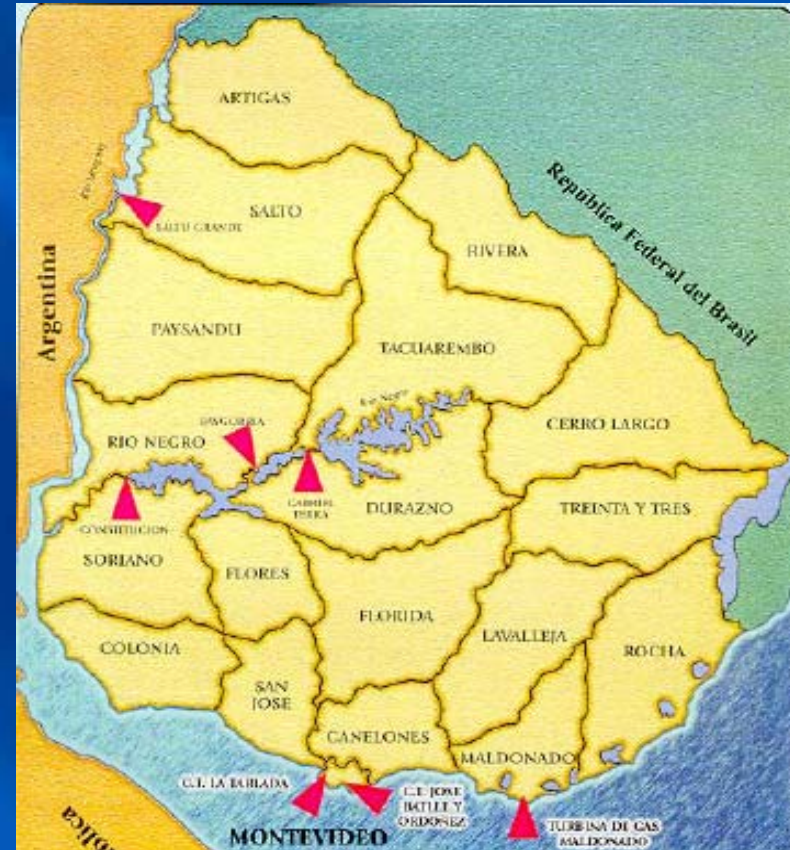 ARTIGAS
República Federal del Brasil
SALTO
SALTO GRANDE
RIVERA
Argentina
PAYSANDU
TACUAREMBO
Rio Negro
RIO NEGRO
CERRO LARGO
GABRIEL
TERRA
DURAZNO
TREINTA Y TRES
CONSTITUCION
SORIANO
FLORES
FLORIDA
LAVALLEJA
ROCHA
COLONIA
SAN
JOSE
CANELONES
MALDONADO
C.T. LA TABLADA
C.T. JOSE
BATLLE Y
ORDOÑEZ
MONTEVIDEO
TURBINA DE GAS
MALDONADO